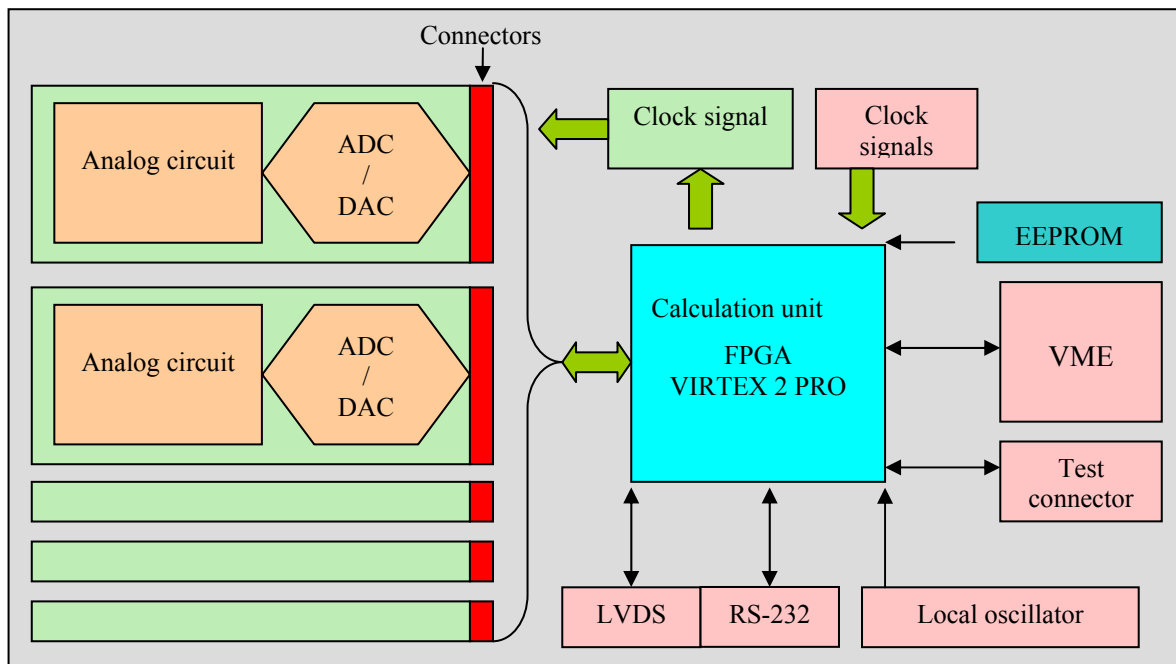 Connectors
Analog circuit
ADC
/
DAC
Analog circuit
ADC
/
DAC
Clock signal
Clock
signals
EEPROM
Calculation unit
FPGA
VIRTEX 2 PRO
VME
Test
connector
LVDS
RS-232
Local oscillator